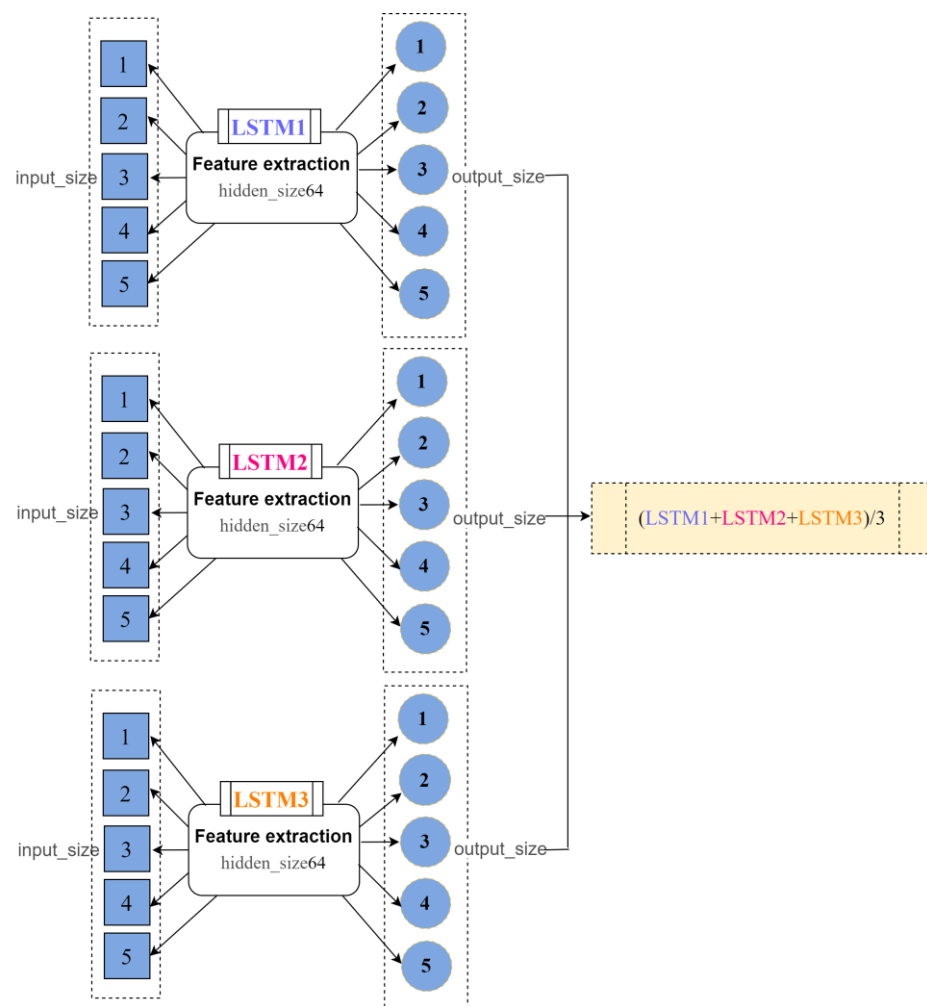 1
2
3
4
5
input_size
LSTM1
Feature extraction
hidden_size64
1
2
3
4
5
output_size
1
2
3
4
5
input_size
LSTM2
Feature extraction
hidden_size64
1
2
3
4
5
output_size
1
2
3
4
5
input_size
LSTM3
Feature extraction
hidden_size64
1
2
3
4
5
output_size
(LSTM1+LSTM2+LSTM3)/3